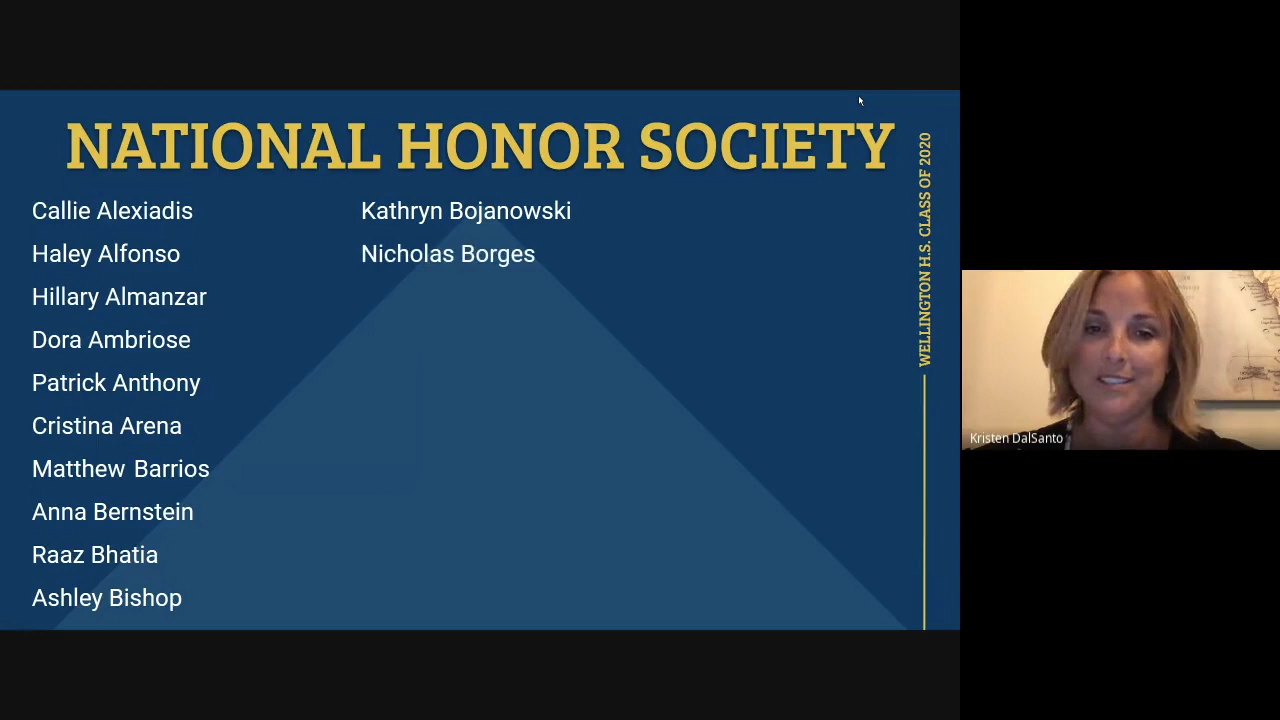 NATIONAL HONOR SOCIETY
Callie Alexiadis
Haley Alfonso
Hillary Almanzar
Dora Ambriose
Patrick Anthony
Cristina Arena
Matthew Barrios
Anna Bernstein
Raaz Bhatia
Ashley Bishop
Kathryn Bojanowski
Nicholas Borges
WELLINGTON H.S. CLASS OF 2020
Kristen DalSanto